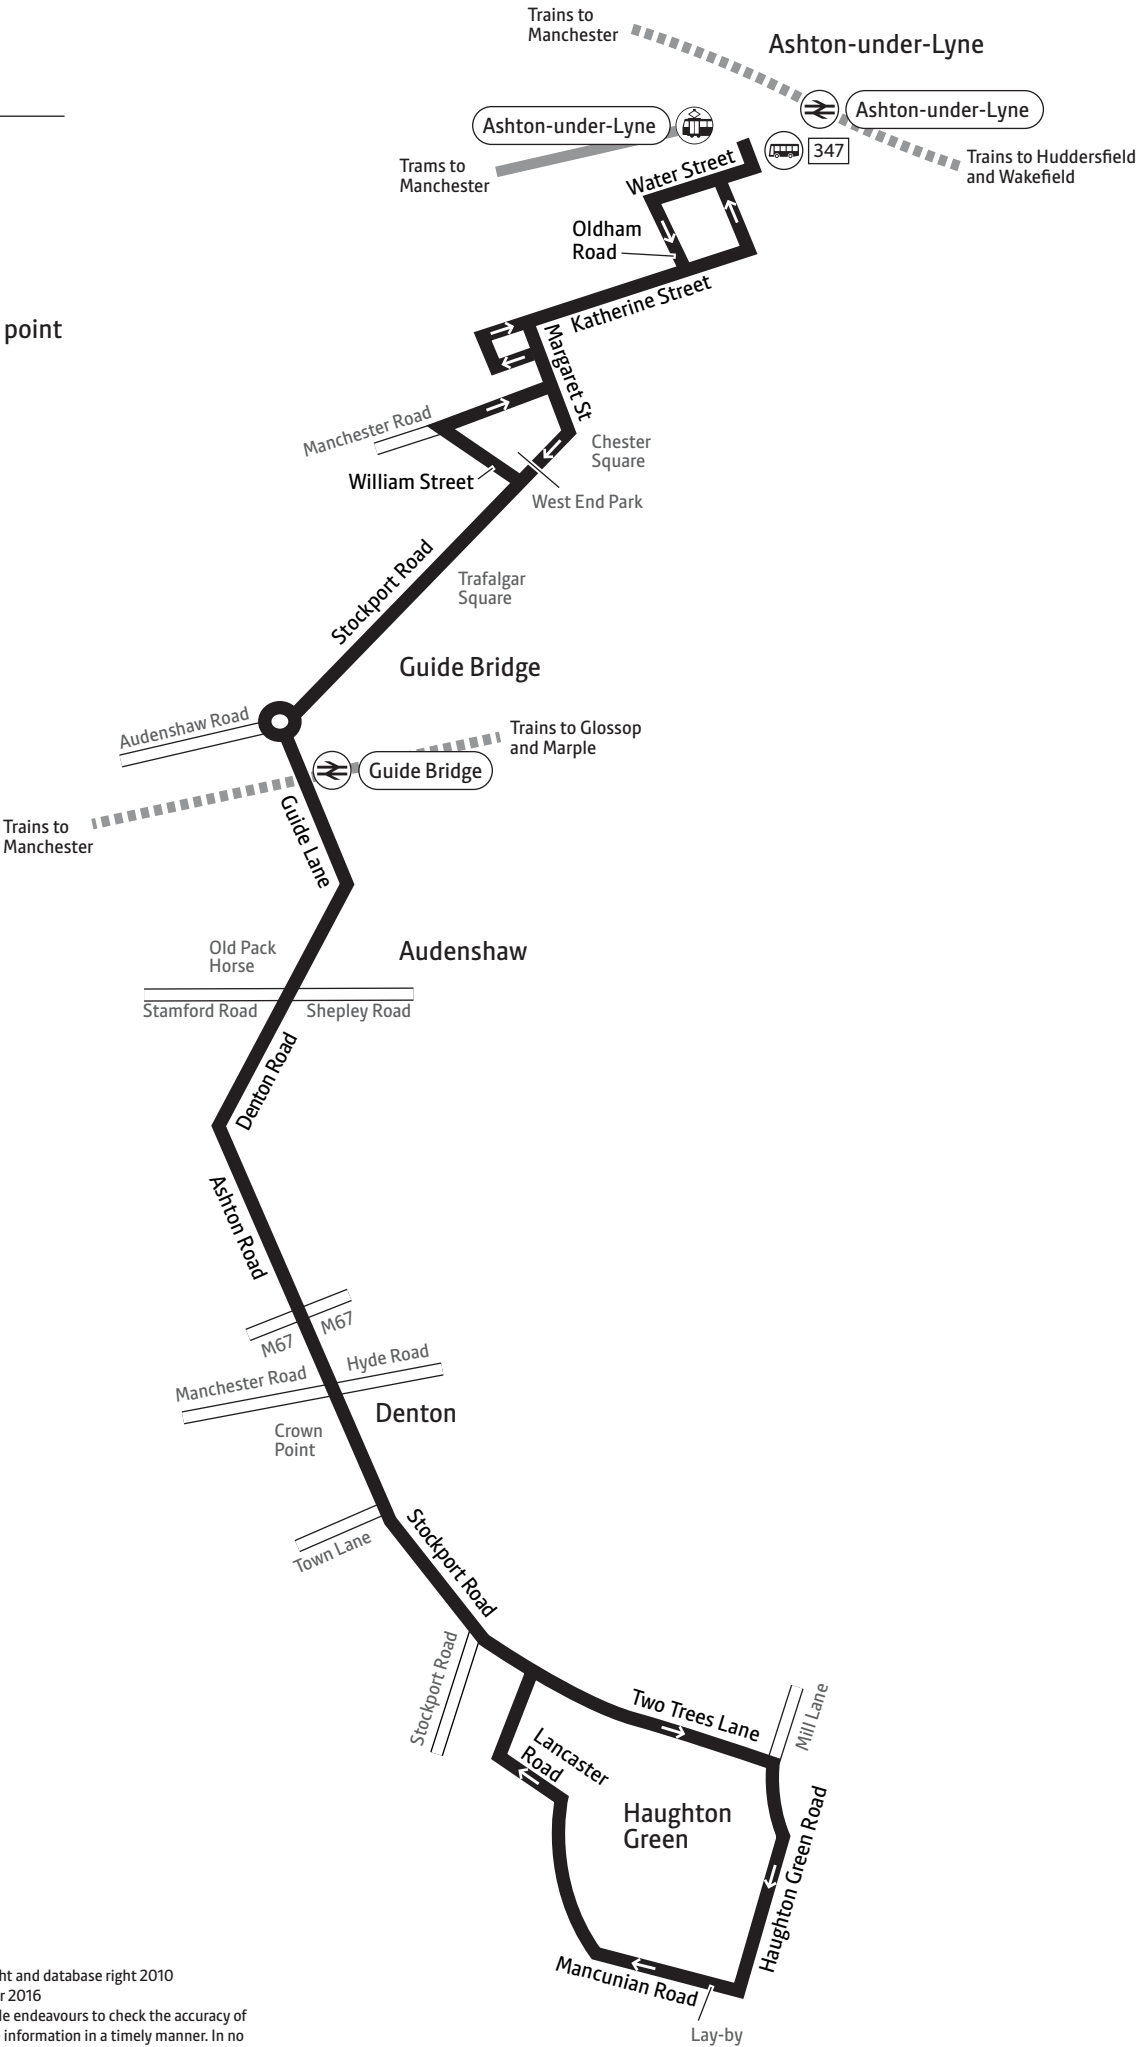 Trains to
Manchester
Ashton-under-Lyne
Ashton-under-Lyne
Ashton-under-Lyne
347
Trams to
Manchester
Trains to Huddersfield
and Wakefield
Water Street
Oldham
Road
Katherine Street
point
Margaret St
Manchester Road
Chester
Square
William Street
West End Park
Stockport Road
Trafalgar
Square
Guide Bridge
Audenshaw Road
Trains to Glossop
and Marple
Guide Bridge
Trains to
Manchester
Guide Lane
Old Pack
Horse
Audenshaw
Stamford Road
Shepley Road
Denton Road
Ashton Road
M67
M67
Manchester Road
Hyde Road
Denton
Crown
Point
Town Lane
Stockport Road
Stockport Road
Two Trees Lane
Mill Lane
Lancaster
Road
Haughton
Green
Haughton Green Road
Mancunian Road
Lay-by
ht and database right 2010
r 2016
le endeavours to check the accuracy of
information in a timely manner. In no